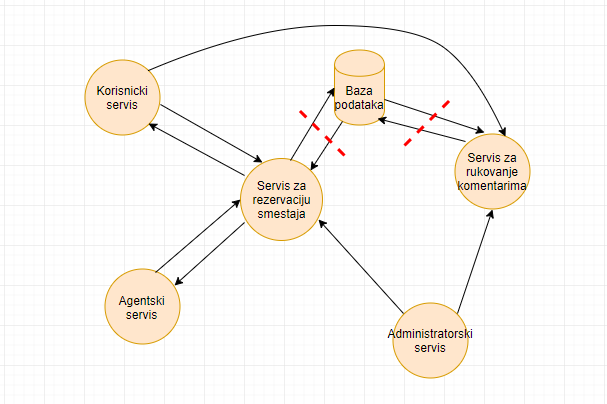 Korisnicki
servis
Baza
podataka
Servis za
rukovanje
komentarima
Servis za
rezervaciju
smestaja
Agentski
servis
Administratorski
servis